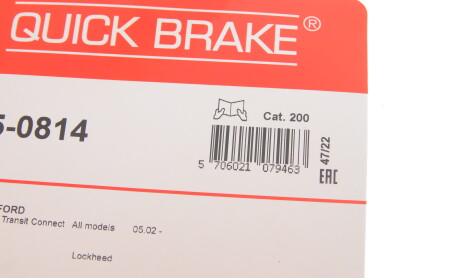 QUICK BRAKE®
Cat. 200
5-0814
5 706021 079463
47/22
EAC
FORD
Transit Connect All models 05.02 -
Lockheed